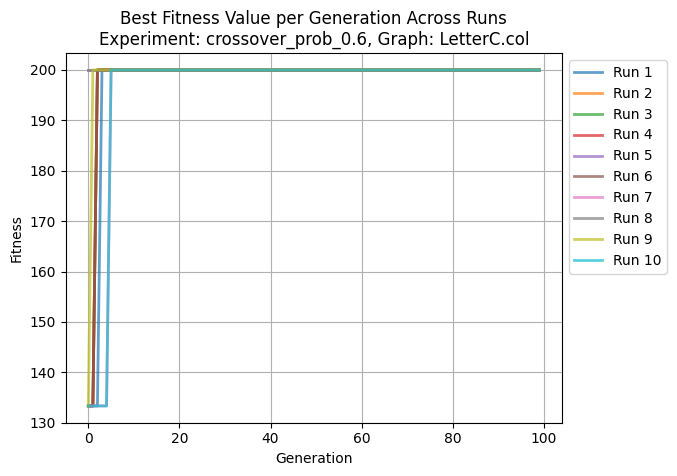 Best Fitness Value per Generation Across Runs
Experiment: crossover_prob_0.6, Graph: LetterC.col
200
190
180
170
160
150
140
130
Fitness
0
20
40
60
80
100
Generation
Run 1
Run 2
Run 3
Run 4
Run 5
Run 6
Run 7
Run 8
Run 9
Run 10